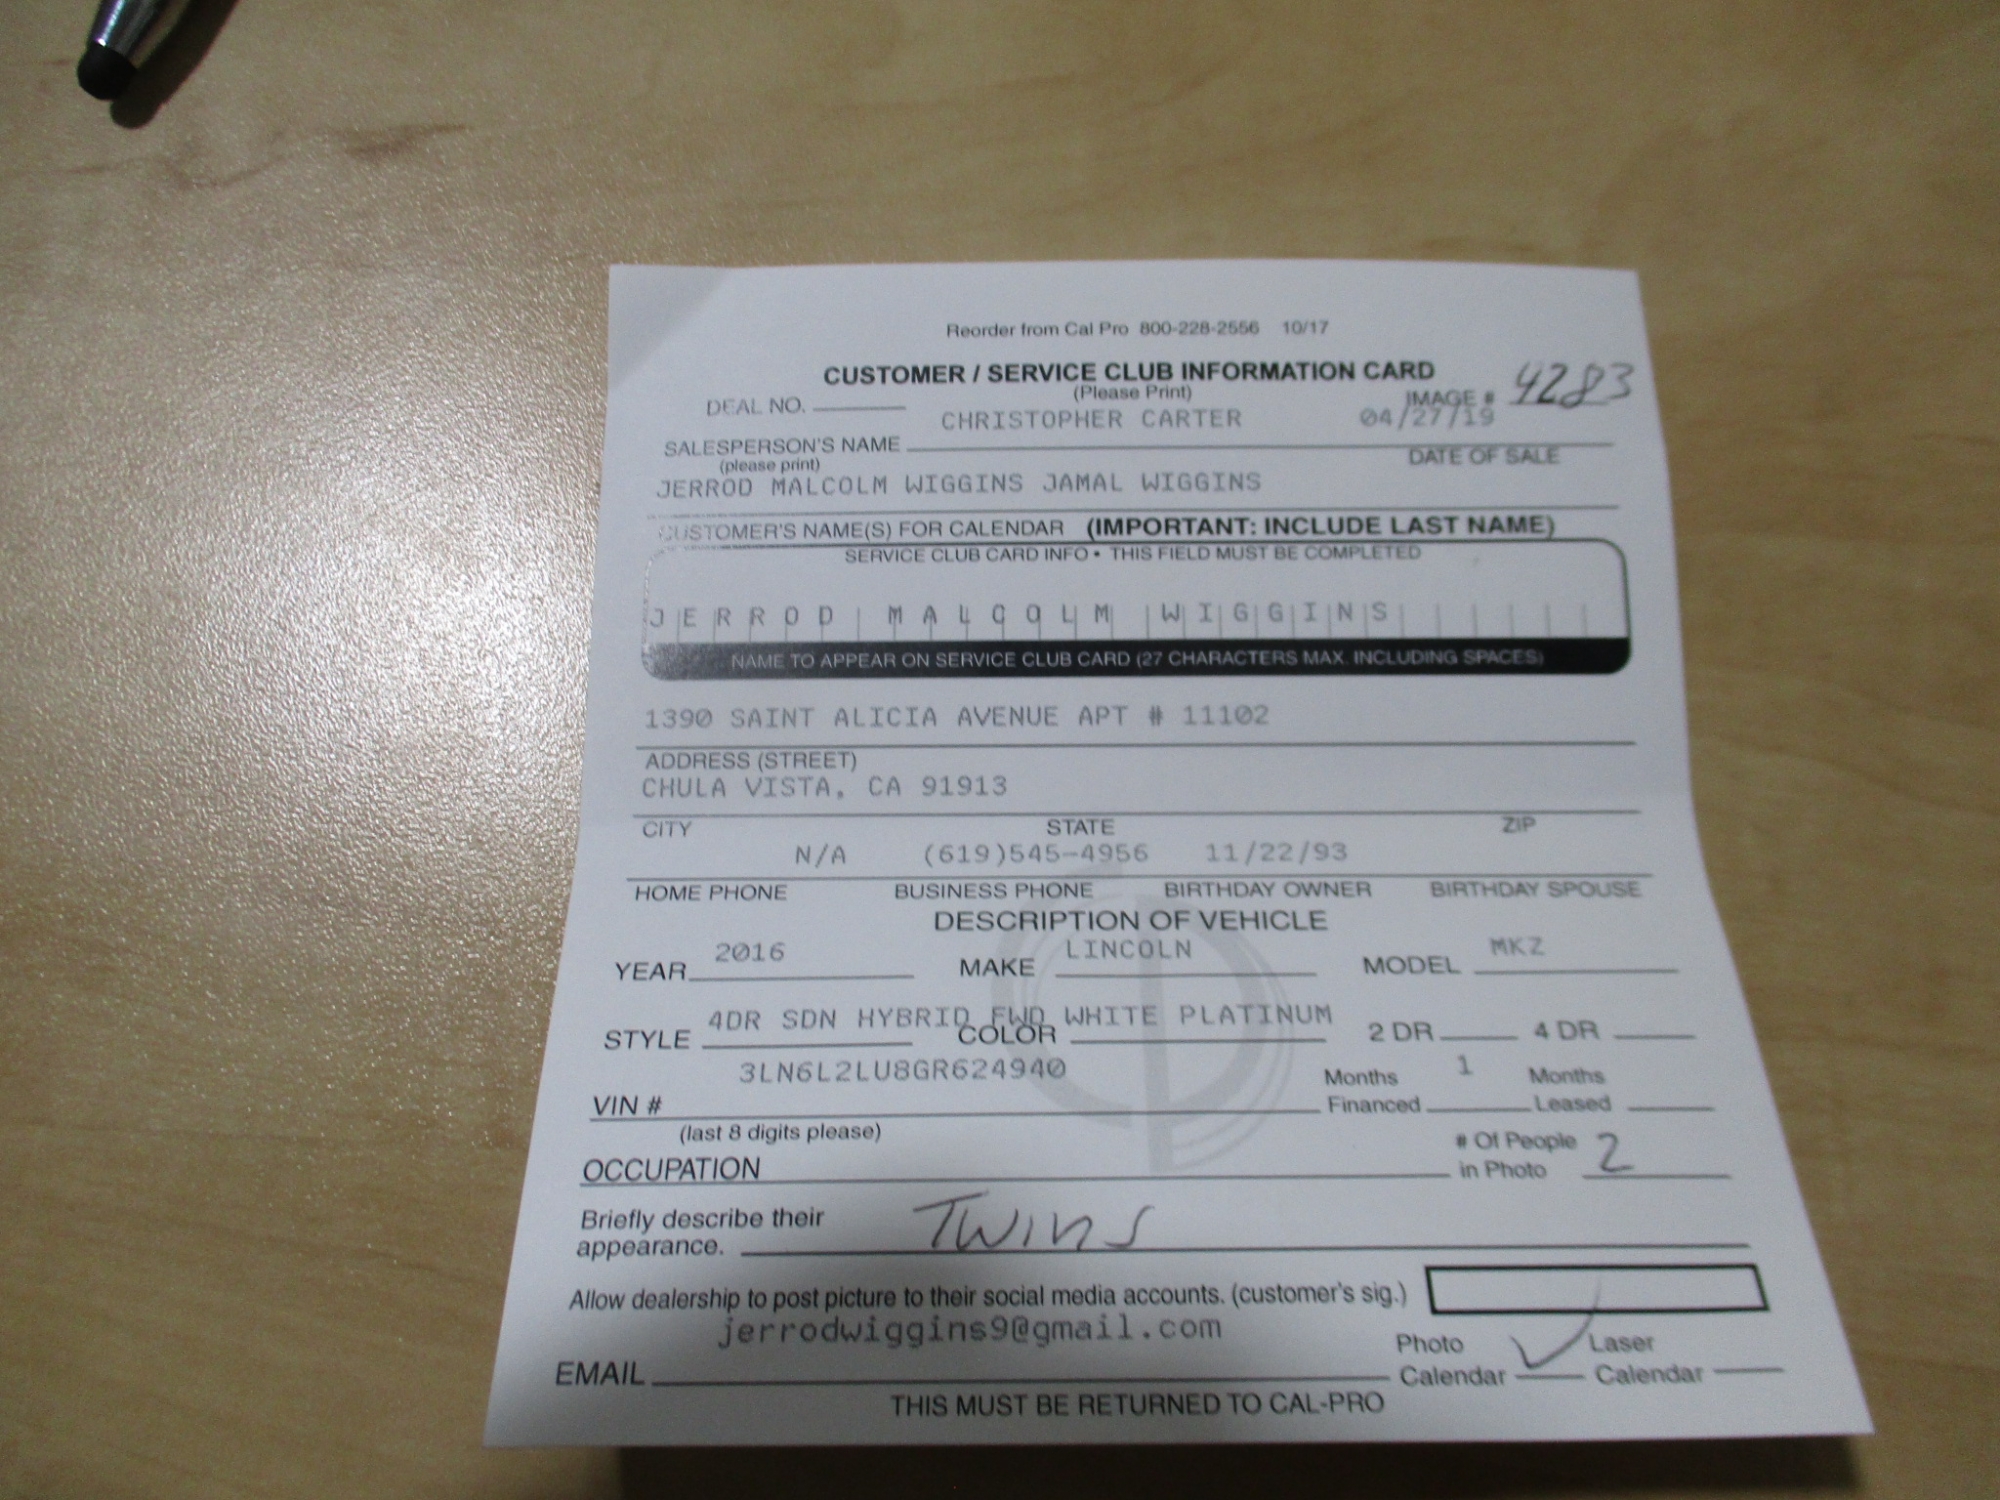 Reorder from Cal Pro 800-228-2556 10/17
CUSTOMER / SERVICE CLUB INFORMATION CARD
(Please Print)
DEAL NO.
IMAGE # 4283
CHRISTOPHER CARTER 04/27/19
SALESPERSON'S NAME
(please print)
DATE OF SALE
JERROD MALCOLM WIGGINS JAMAL WIGGINS
CUSTOMER'S NAME(S) FOR CALENDAR (IMPORTANT: INCLUDE LAST NAME)
SERVICE CLUB CARD INFO • THIS FIELD MUST BE COMPLETED
JERROD MALCOLM WIGGINS
NAME TO APPEAR ON SERVICE CLUB CARD (27 CHARACTERS MAX. INCLUDING SPACES)
1390 SAINT ALICIA AVENUE APT # 11102
ADDRESS (STREET)
CHULA VISTA, CA 91913
CITY STATE ZIP
N/A (619)545-4956 11/22/93
HOME PHONE BUSINESS PHONE BIRTHDAY OWNER BIRTHDAY SPOUSE
DESCRIPTION OF VEHICLE
YEAR 2016 MAKE LINCOLN MODEL MKZ
4DR SDN HYBRID FWD WHITE PLATINUM
STYLE COLOR 2 DR 4 DR
3LN6L2LU8GR624940
VIN #
(last 8 digits please)
Months Financed 1 Months Leased
OCCUPATION
# Of People in Photo 2
Briefly describe their
appearance. Twins
Allow dealership to post picture to their social media accounts. (customer's sig.)
jerrodwiggins9@gmail.com
EMAIL
Photo Calendar Laser Calendar
THIS MUST BE RETURNED TO CAL-PRO